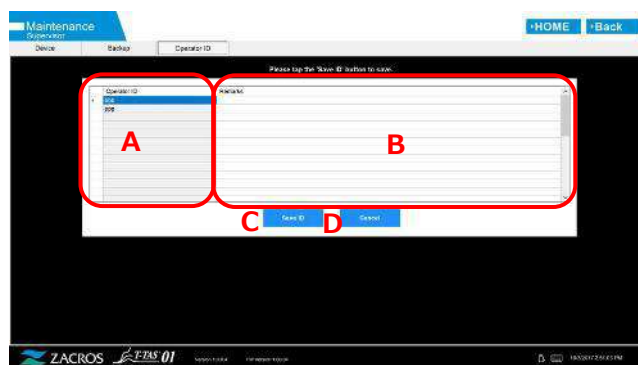 Maintenance
Supervisor
›HOME
›Back
Device
Backup
Operator ID
Please tap the 'Save ID' button to save.
Operator ID
Remarks
A
B
C
Save ID
D
Cancel
ZACROS
T-TAS 01